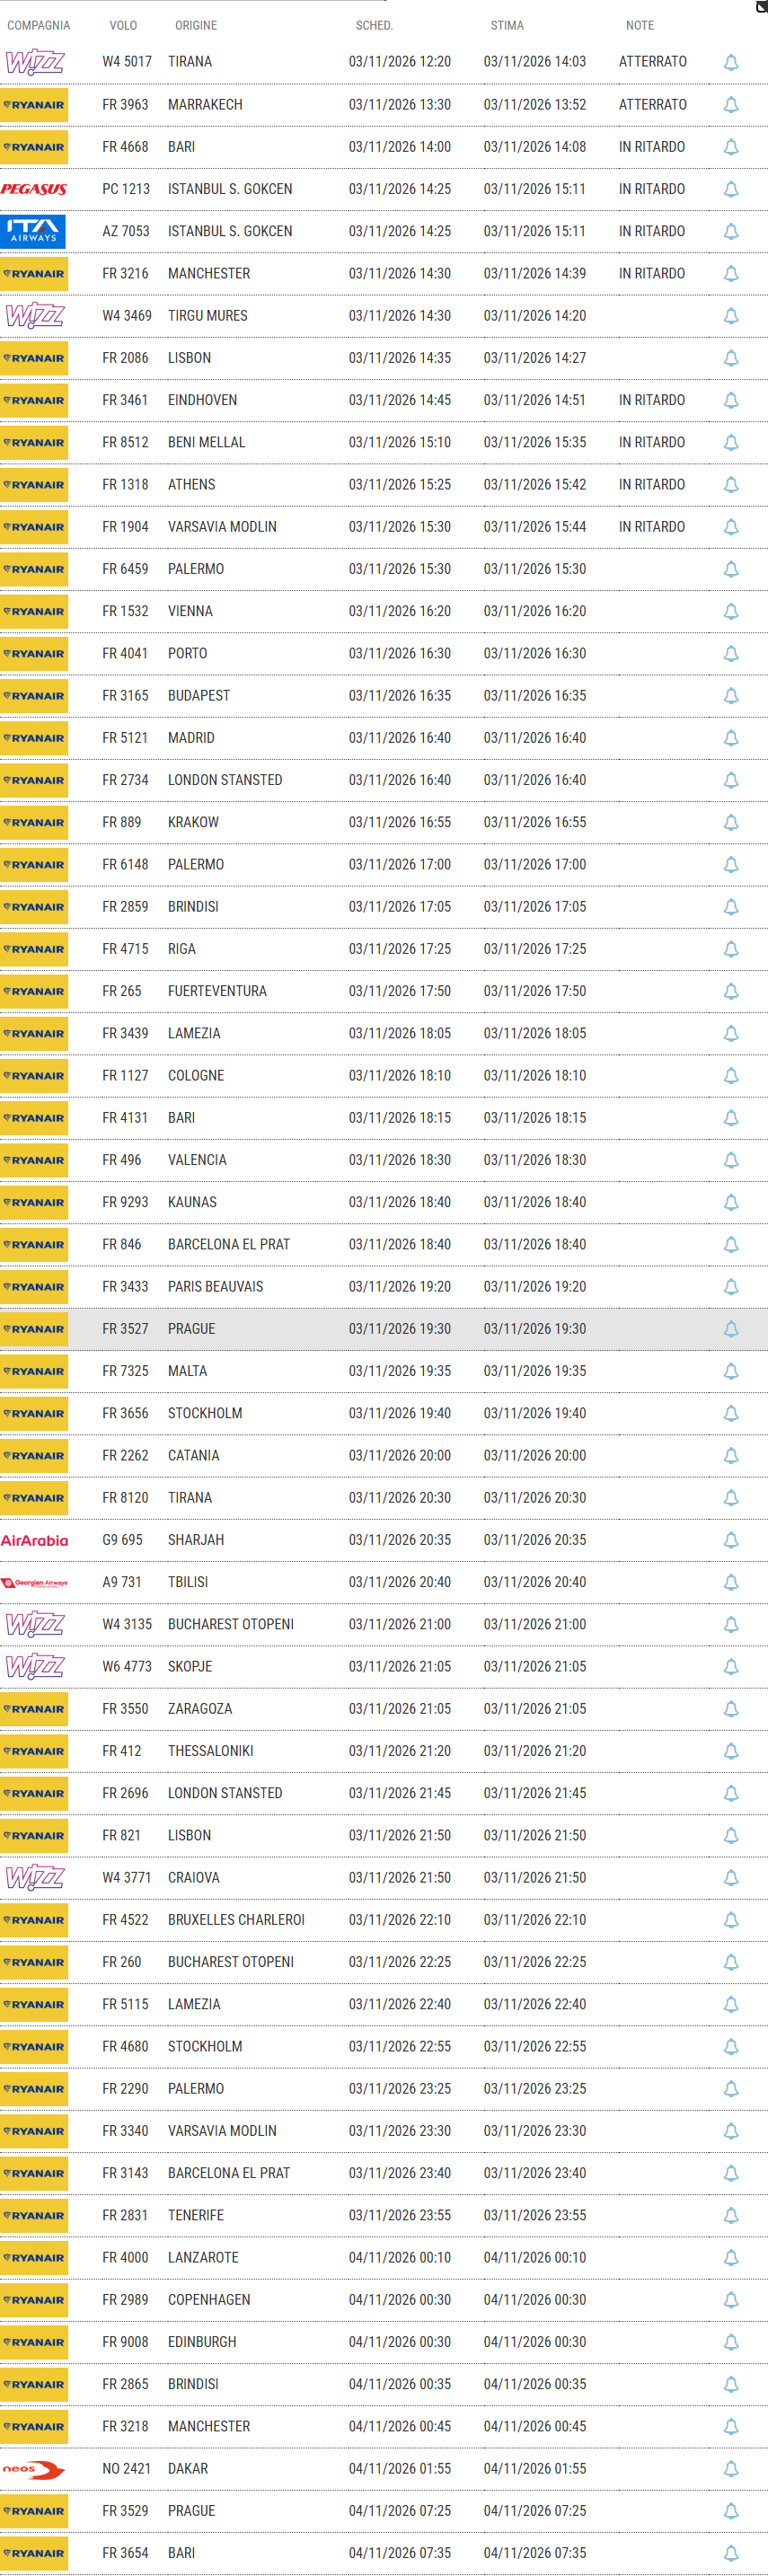 COMPAGNIA VOLO ORIGINE SCHED. STIMA NOTE
WIZZ W4 5017 TIRANA 03/11/2026 12:20 03/11/2026 14:03 ATTERRATO
RYANAIR FR 3963 MARRAKECH 03/11/2026 13:30 03/11/2026 13:52 ATTERRATO
RYANAIR FR 4668 BARI 03/11/2026 14:00 03/11/2026 14:08 IN RITARDO
PEGASUS PC 1213 ISTANBUL S. GOKCEN 03/11/2026 14:25 03/11/2026 15:11 IN RITARDO
ITA AIRWAYS AZ 7053 ISTANBUL S. GOKCEN 03/11/2026 14:25 03/11/2026 15:11 IN RITARDO
RYANAIR FR 3216 MANCHESTER 03/11/2026 14:30 03/11/2026 14:39 IN RITARDO
WIZZ W4 3469 TIRGU MURES 03/11/2026 14:30 03/11/2026 14:20
RYANAIR FR 2086 LISBON 03/11/2026 14:35 03/11/2026 14:27
RYANAIR FR 3461 EINDHOVEN 03/11/2026 14:45 03/11/2026 14:51 IN RITARDO
RYANAIR FR 8512 BENI MELLAL 03/11/2026 15:10 03/11/2026 15:35 IN RITARDO
RYANAIR FR 1318 ATHENS 03/11/2026 15:25 03/11/2026 15:42 IN RITARDO
RYANAIR FR 1904 VARSAVIA MODLIN 03/11/2026 15:30 03/11/2026 15:44 IN RITARDO
RYANAIR FR 6459 PALERMO 03/11/2026 15:30 03/11/2026 15:30
RYANAIR FR 1532 VIENNA 03/11/2026 16:20 03/11/2026 16:20
RYANAIR FR 4041 PORTO 03/11/2026 16:30 03/11/2026 16:30
RYANAIR FR 3165 BUDAPEST 03/11/2026 16:35 03/11/2026 16:35
RYANAIR FR 5121 MADRID 03/11/2026 16:40 03/11/2026 16:40
RYANAIR FR 2734 LONDON STANSTED 03/11/2026 16:40 03/11/2026 16:40
RYANAIR FR 889 KRAKOW 03/11/2026 16:55 03/11/2026 16:55
RYANAIR FR 6148 PALERMO 03/11/2026 17:00 03/11/2026 17:00
RYANAIR FR 2859 BRINDISI 03/11/2026 17:05 03/11/2026 17:05
RYANAIR FR 4715 RIGA 03/11/2026 17:25 03/11/2026 17:25
RYANAIR FR 265 FUERTEVENTURA 03/11/2026 17:50 03/11/2026 17:50
RYANAIR FR 3439 LAMEZIA 03/11/2026 18:05 03/11/2026 18:05
RYANAIR FR 1127 COLOGNE 03/11/2026 18:10 03/11/2026 18:10
RYANAIR FR 4131 BARI 03/11/2026 18:15 03/11/2026 18:15
RYANAIR FR 496 VALENCIA 03/11/2026 18:30 03/11/2026 18:30
RYANAIR FR 9293 KAUNAS 03/11/2026 18:40 03/11/2026 18:40
RYANAIR FR 846 BARCELONA EL PRAT 03/11/2026 18:40 03/11/2026 18:40
RYANAIR FR 3433 PARIS BEAUVAIS 03/11/2026 19:20 03/11/2026 19:20
RYANAIR FR 3527 PRAGUE 03/11/2026 19:30 03/11/2026 19:30
RYANAIR FR 7325 MALTA 03/11/2026 19:35 03/11/2026 19:35
RYANAIR FR 3656 STOCKHOLM 03/11/2026 19:40 03/11/2026 19:40
RYANAIR FR 2262 CATANIA 03/11/2026 20:00 03/11/2026 20:00
RYANAIR FR 8120 TIRANA 03/11/2026 20:30 03/11/2026 20:30
AirArabia G9 695 SHARJAH 03/11/2026 20:35 03/11/2026 20:35
Georgian Airways A9 731 TBILISI 03/11/2026 20:40 03/11/2026 20:40
WIZZ W4 3135 BUCHAREST OTOPENI 03/11/2026 21:00 03/11/2026 21:00
WIZZ W6 4773 SKOPJE 03/11/2026 21:05 03/11/2026 21:05
RYANAIR FR 3550 ZARAGOZA 03/11/2026 21:05 03/11/2026 21:05
RYANAIR FR 412 THESSALONIKI 03/11/2026 21:20 03/11/2026 21:20
RYANAIR FR 2696 LONDON STANSTED 03/11/2026 21:45 03/11/2026 21:45
RYANAIR FR 821 LISBON 03/11/2026 21:50 03/11/2026 21:50
WIZZ W4 3771 CRAIOVA 03/11/2026 21:50 03/11/2026 21:50
RYANAIR FR 4522 BRUXELLES CHARLEROI 03/11/2026 22:10 03/11/2026 22:10
RYANAIR FR 260 BUCHAREST OTOPENI 03/11/2026 22:25 03/11/2026 22:25
RYANAIR FR 5115 LAMEZIA 03/11/2026 22:40 03/11/2026 22:40
RYANAIR FR 4680 STOCKHOLM 03/11/2026 22:55 03/11/2026 22:55
RYANAIR FR 2290 PALERMO 03/11/2026 23:25 03/11/2026 23:25
RYANAIR FR 3340 VARSAVIA MODLIN 03/11/2026 23:30 03/11/2026 23:30
RYANAIR FR 3143 BARCELONA EL PRAT 03/11/2026 23:40 03/11/2026 23:40
RYANAIR FR 2831 TENERIFE 03/11/2026 23:55 03/11/2026 23:55
RYANAIR FR 4000 LANZAROTE 04/11/2026 00:10 04/11/2026 00:10
RYANAIR FR 2989 COPENHAGEN 04/11/2026 00:30 04/11/2026 00:30
RYANAIR FR 9008 EDINBURGH 04/11/2026 00:30 04/11/2026 00:30
RYANAIR FR 2865 BRINDISI 04/11/2026 00:35 04/11/2026 00:35
RYANAIR FR 3218 MANCHESTER 04/11/2026 00:45 04/11/2026 00:45
neos NO 2421 DAKAR 04/11/2026 01:55 04/11/2026 01:55
RYANAIR FR 3529 PRAGUE 04/11/2026 07:25 04/11/2026 07:25
RYANAIR FR 3654 BARI 04/11/2026 07:35 04/11/2026 07:35